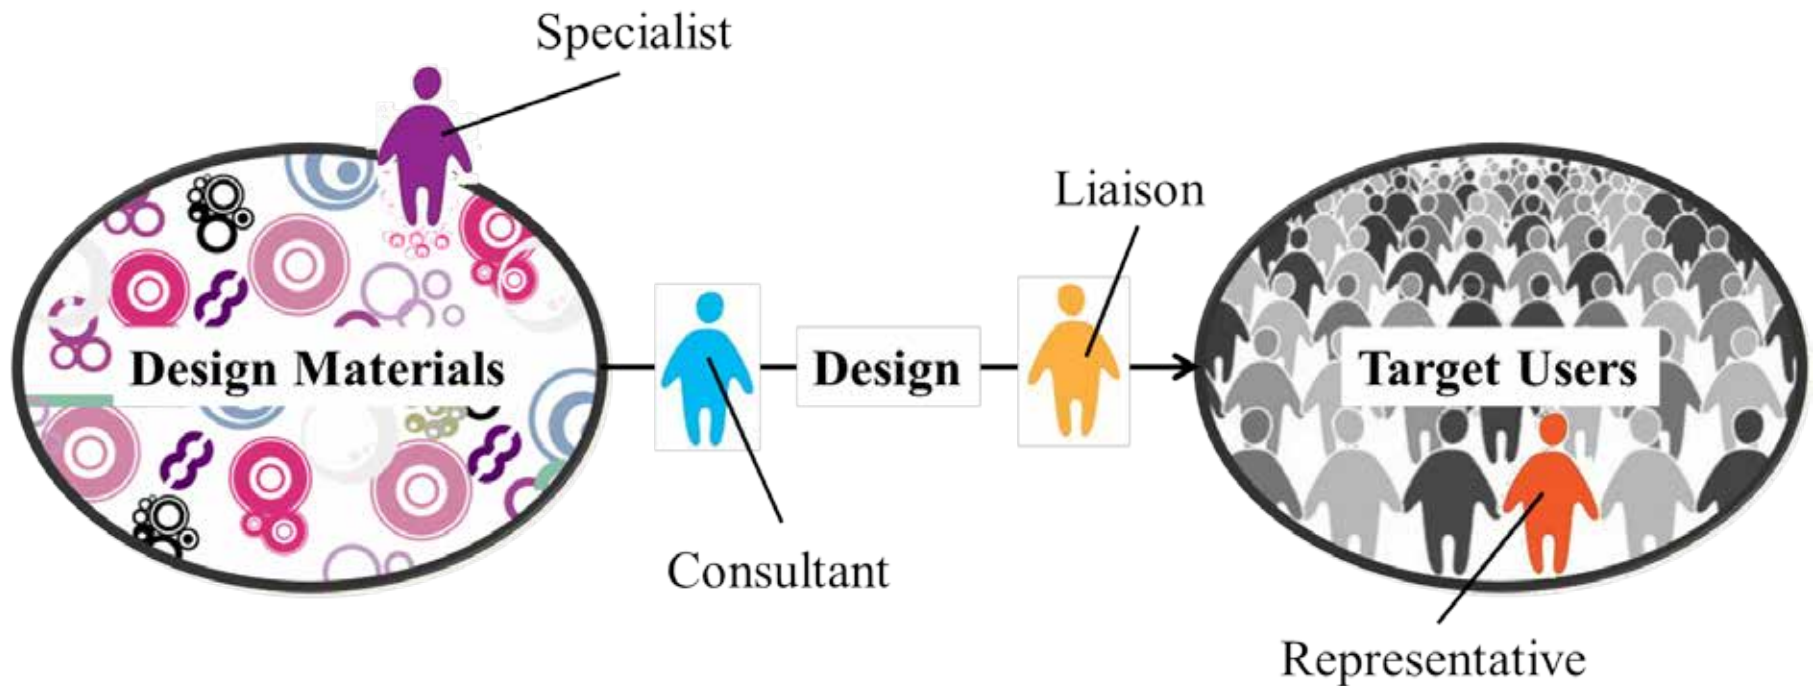 Specialist
Liaison
Design Materials
Design
Target Users
Consultant
Representative